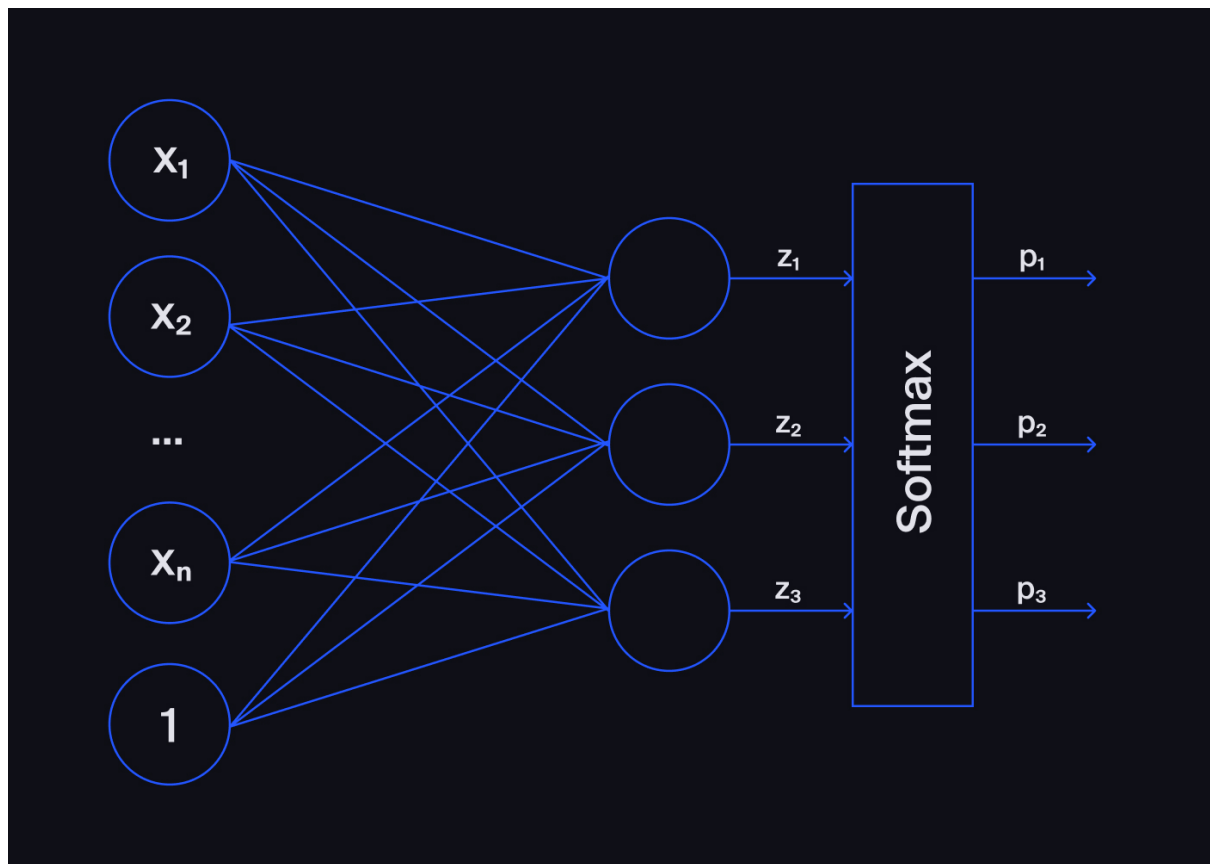 x₁
x₂
...
xₙ
1
z₁
z₂
z₃
Softmax
p₁
p₂
p₃